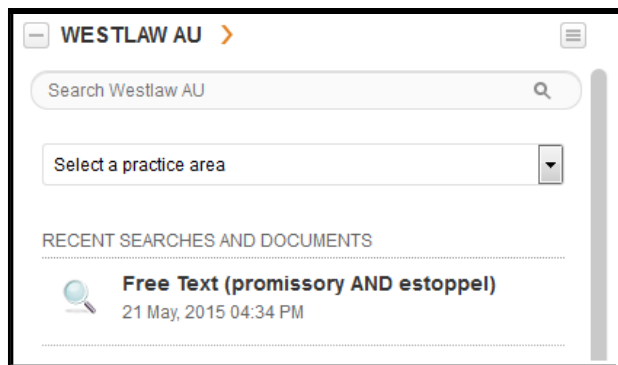 WESTLAW AU
Search Westlaw AU
Select a practice area
RECENT SEARCHES AND DOCUMENTS
Free Text (promissory AND estoppel)
21 May, 2015 04:34 PM